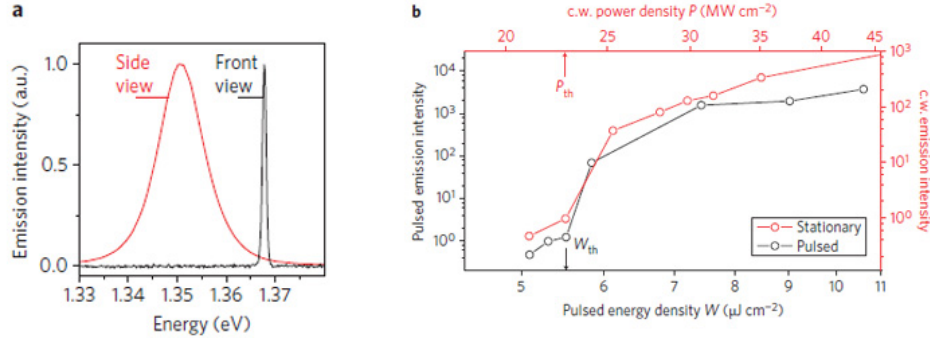 a
Emission intensity (a.u.)
1.0
0.5
0.0
Side
view
Front
view
1.33
1.35
1.36
1.37
Energy (eV)
b
c.w. power density P (MW cm⁻²)
20
25
30
35
40
45
Pulsed emission intensity
10⁴
10³
10²
10¹
10⁰
P_th
W_th
Stationary
Pulsed
10³
10²
10¹
10⁰
c.w. emission intensity
5
6
7
8
9
10
11
Pulsed energy density W (μJ cm⁻²)